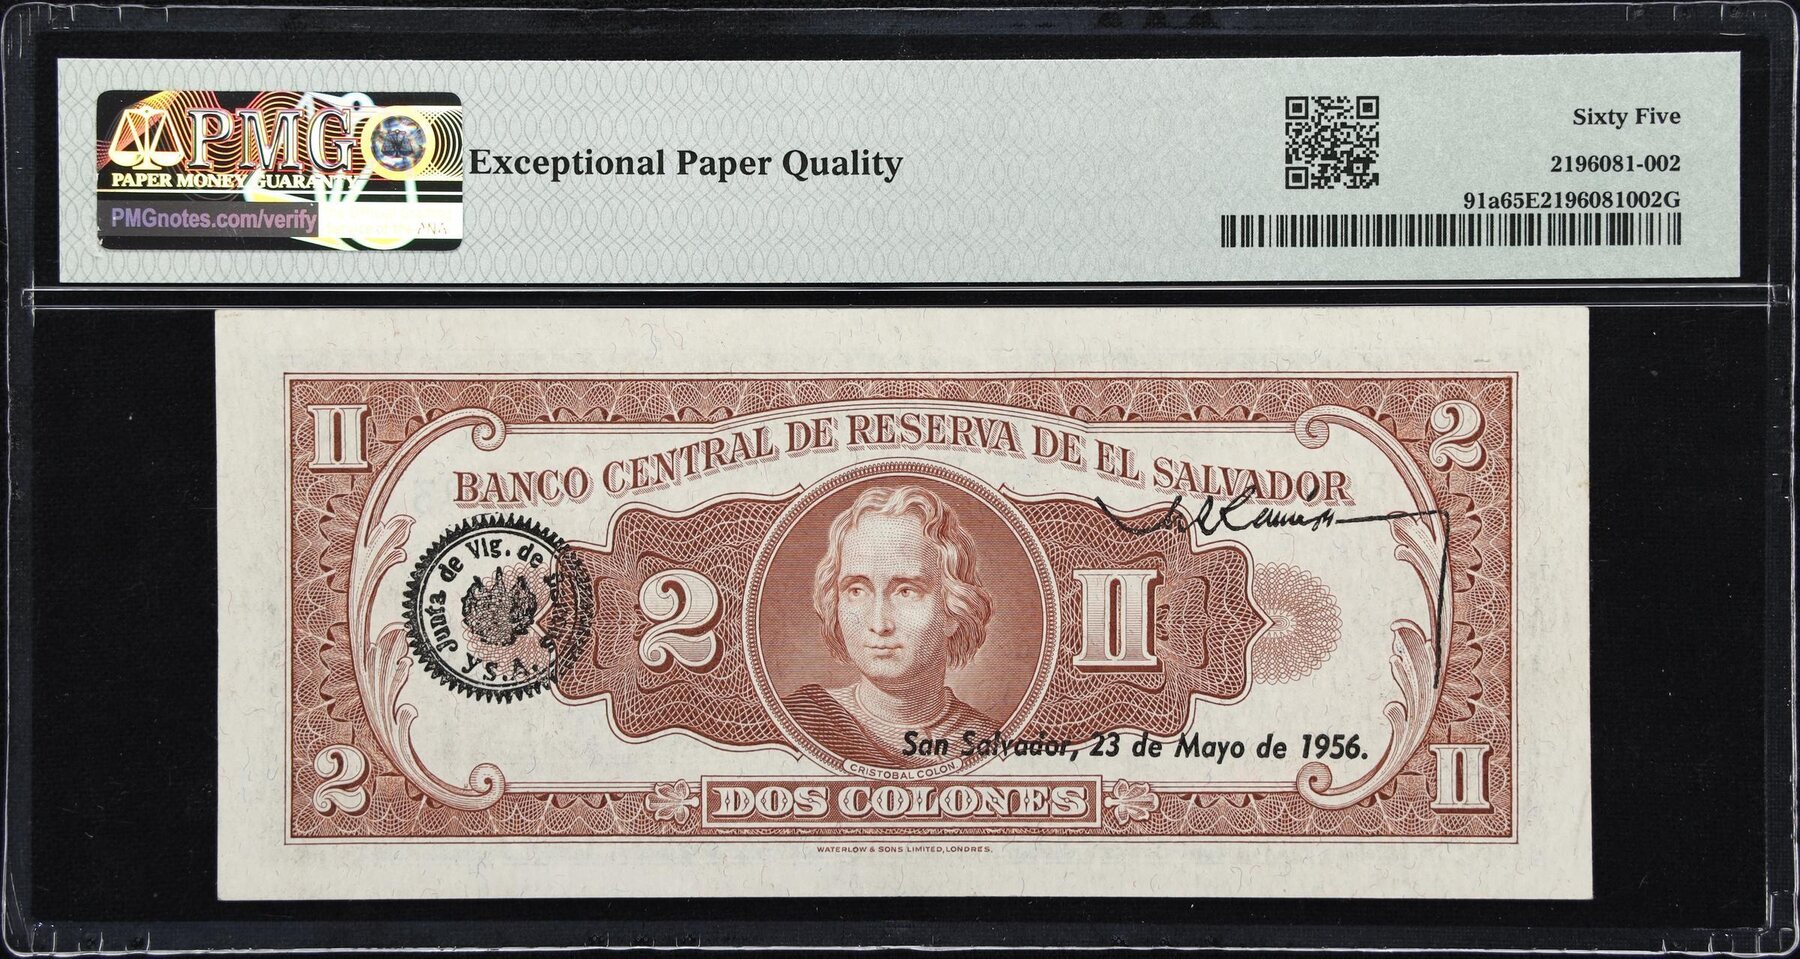 PMG
PAPER MONEY GUARANTY
PMGnotes.com/verify
ANA
Exceptional Paper Quality
Sixty Five
2196081-002
91a65E2196081002G
II
2
BANCO CENTRAL DE RESERVA DE EL SALVADOR
Junta de Vig. de
y S. A.
2
II
San Salvador, 23 de Mayo de 1956.
CRISTOBAL COLON
2
DOS COLONES
II
WATERLOW & SONS LIMITED, LONDRES.